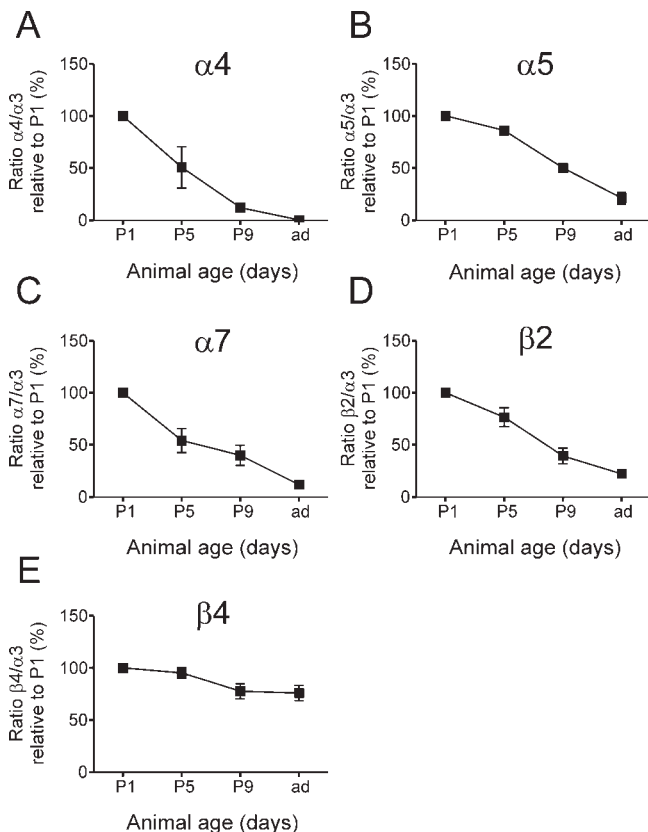 A
α4
Ratio α4/α3
relative to P1 (%)
150
100
50
0
P1 P5 P9 ad
Animal age (days)
B
α5
Ratio α5/α3
relative to P1 (%)
150
100
50
0
P1 P5 P9 ad
Animal age (days)
C
α7
Ratio α7/α3
relative to P1 (%)
150
100
50
0
P1 P5 P9 ad
Animal age (days)
D
β2
Ratio β2/α3
relative to P1 (%)
150
100
50
0
P1 P5 P9 ad
Animal age (days)
E
β4
Ratio β4/α3
relative to P1 (%)
150
100
50
0
P1 P5 P9 ad
Animal age (days)